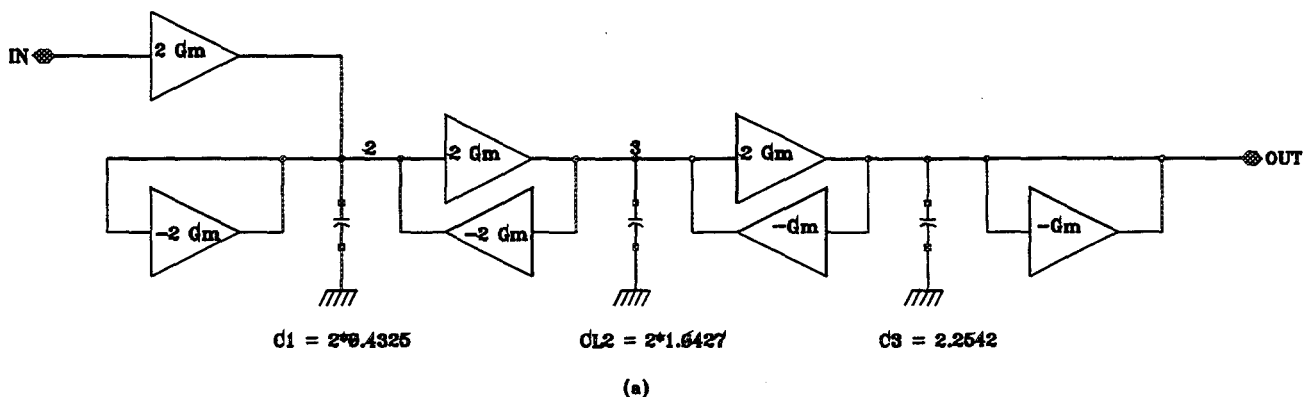 IN
2 Gm
2
2 Gm
3
2 Gm
OUT
-2 Gm
-2 Gm
-Gm
-Gm
C1 = 2*0.4325
CL2 = 2*1.6427
C3 = 2.2542
(a)